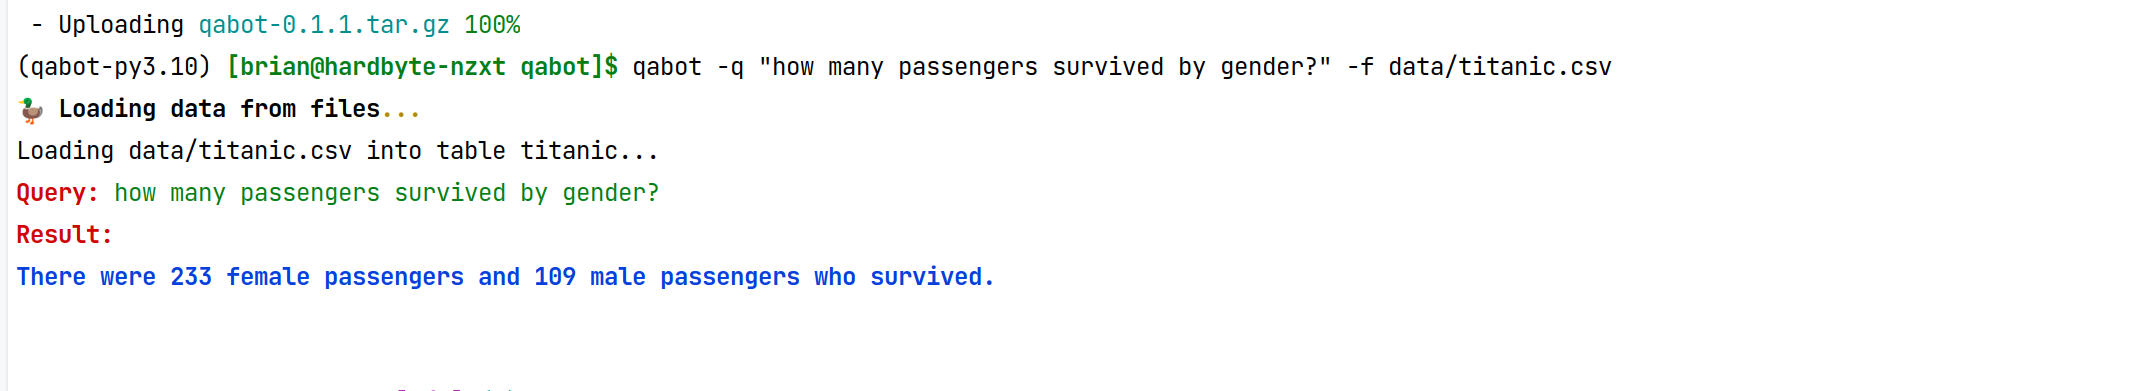 - Uploading qabot-0.1.1.tar.gz 100%
(qabot-py3.10) [brian@hardbyte-nzxt qabot]$ qabot -q "how many passengers survived by gender?" -f data/titanic.csv
🦆 Loading data from files...
Loading data/titanic.csv into table titanic...
Query: how many passengers survived by gender?
Result:
There were 233 female passengers and 109 male passengers who survived.